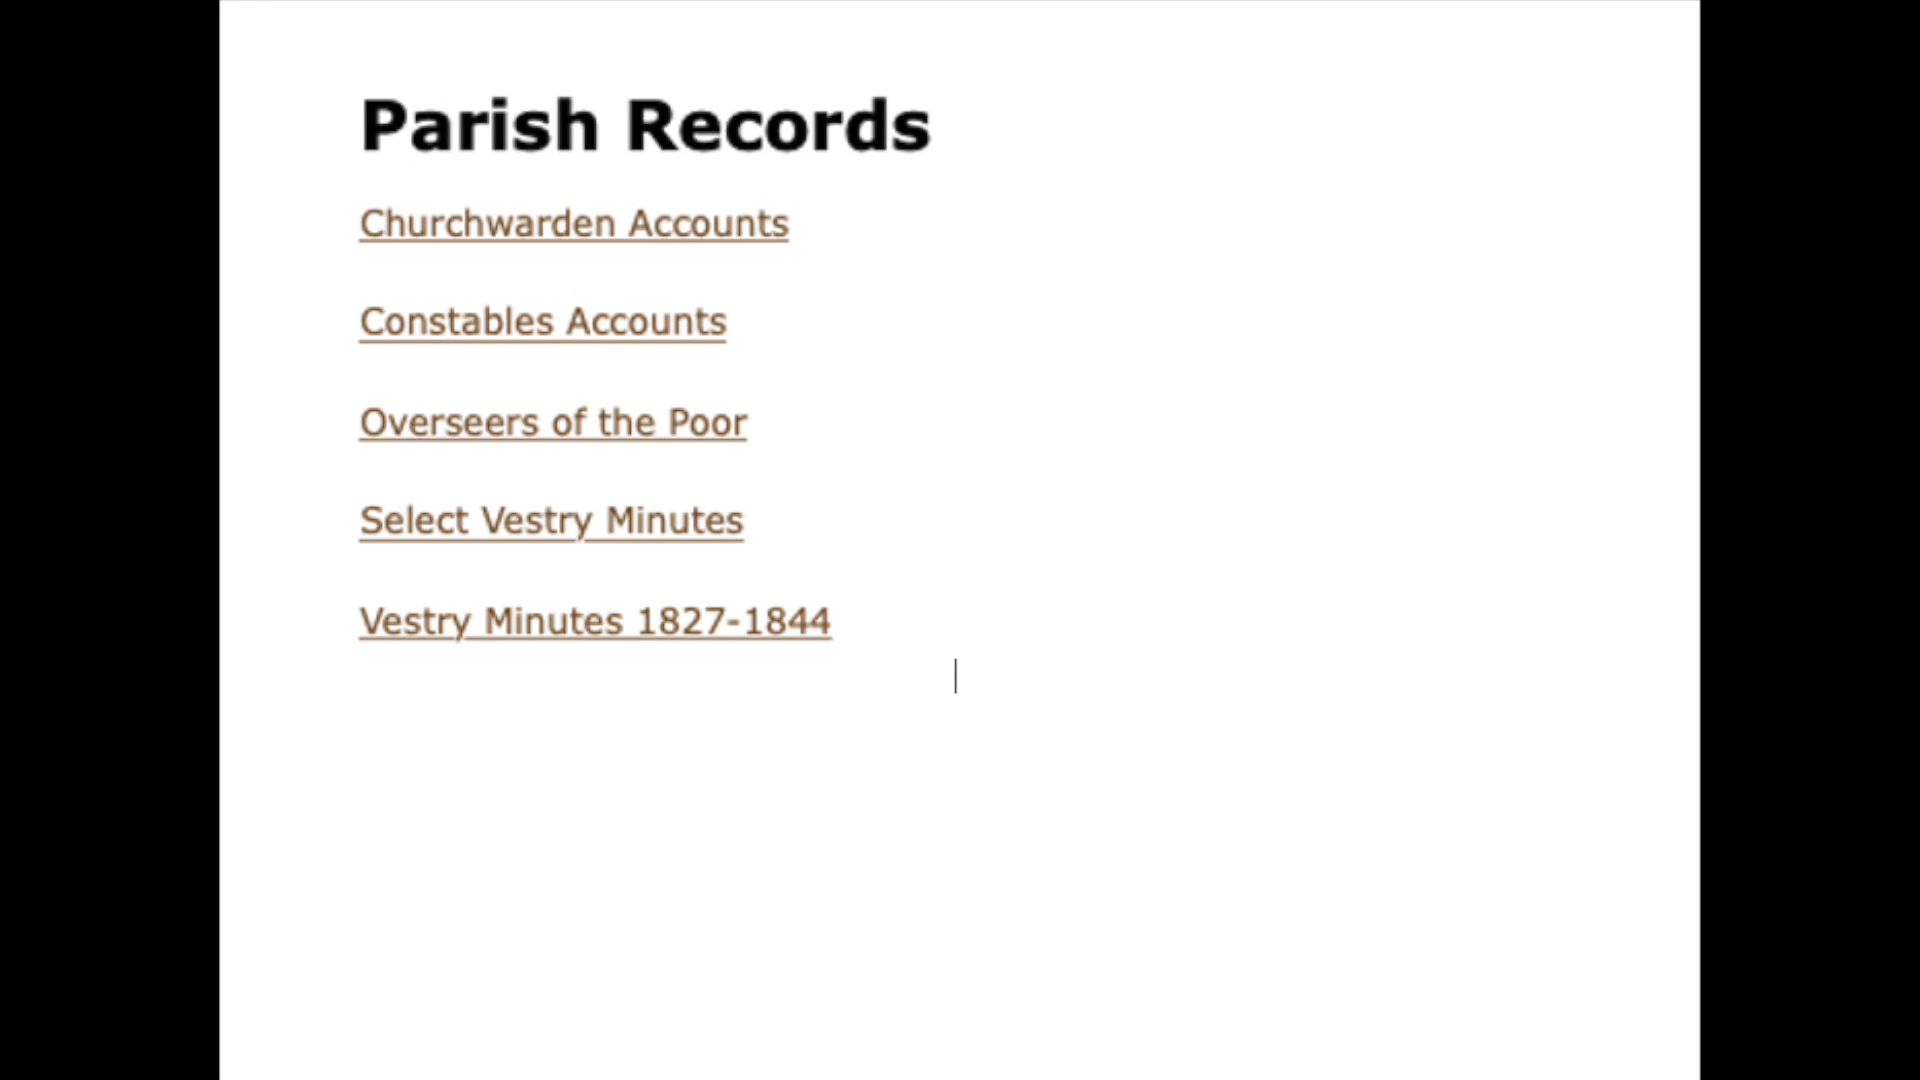 Parish Records
Churchwarden Accounts
Constables Accounts
Overseers of the Poor
Select Vestry Minutes
Vestry Minutes 1827-1844